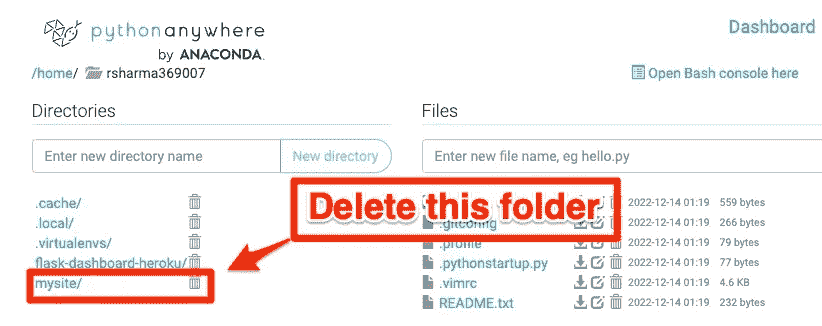 pythonanywhere
by ANACONDA.
Dashboard
/home/ rsharma369007
Open Bash console here
Directories
Files
Enter new directory name
New directory
Enter new file name, eg hello.py
Delete this folder
.cache/
2022-12-14 01:19 559 bytes
.local/
.gitconfig 2022-12-14 01:19 266 bytes
.virtualenvs/
.profile 2022-12-14 01:19 79 bytes
flask-dashboard-heroku/
.pythonstartup.py 2022-12-14 01:19 77 bytes
mysite/
.vimrc 2022-12-14 01:19 4.6 KB
README.txt 2022-12-14 01:19 232 bytes